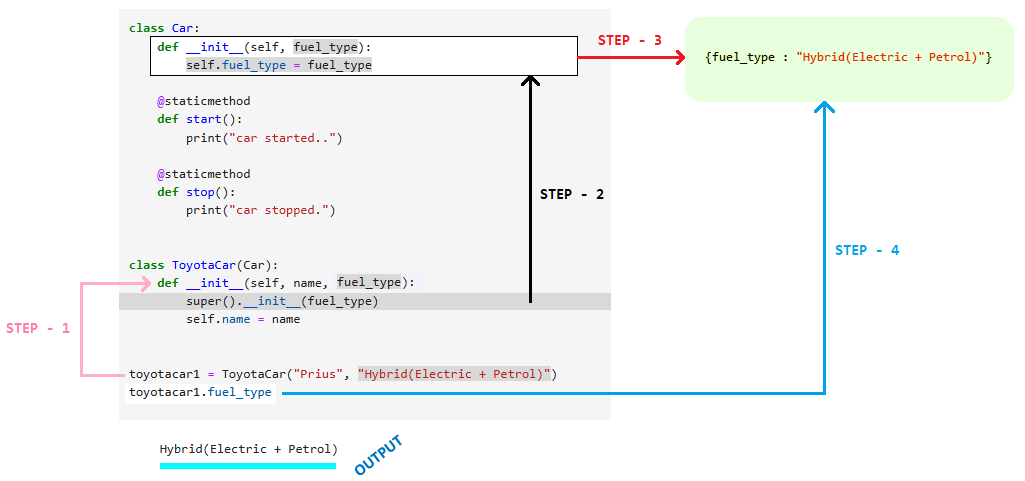 class Car:
def __init__(self, fuel_type):
self.fuel_type = fuel_type
STEP - 3
{fuel_type : "Hybrid(Electric + Petrol)"}
@staticmethod
def start():
print("car started..")
@staticmethod
def stop():
print("car stopped.")
STEP - 2
STEP - 4
class ToyotaCar(Car):
def __init__(self, name, fuel_type):
super().__init__(fuel_type)
self.name = name
STEP - 1
toyotacar1 = ToyotaCar("Prius", "Hybrid(Electric + Petrol)")
toyotacar1.fuel_type
Hybrid(Electric + Petrol)
OUTPUT